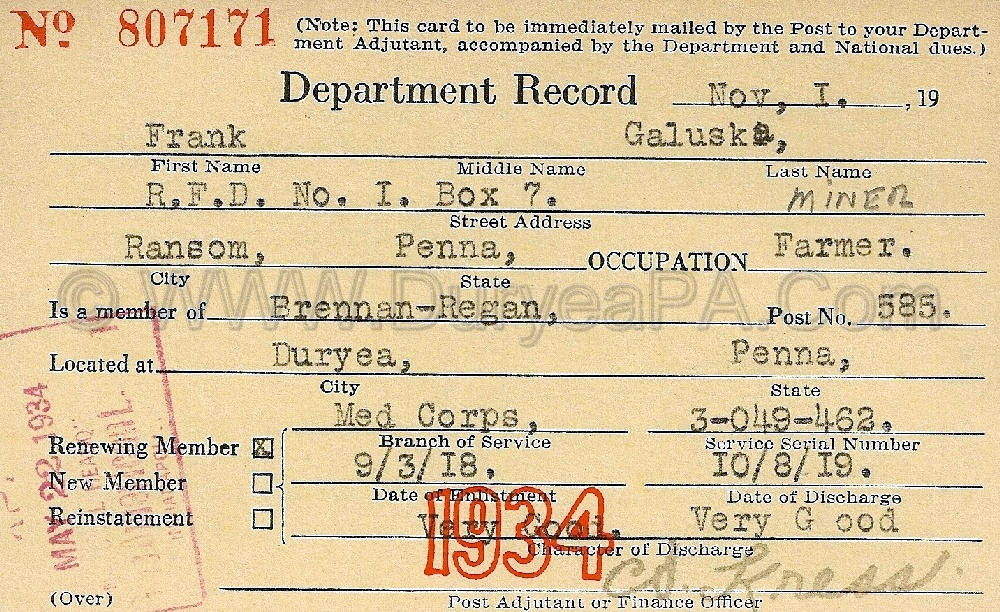 No 807171
(Note: This card to be immediately mailed by the Post to your Depart-
ment Adjutant, accompanied by the Department and National dues.)
Department Record Nov, I. , 19
Frank Galuska,
First Name Middle Name Last Name
R.F.D. No. I. Box 7. MINER
Street Address
Ransom, Penna, OCCUPATION Farmer.
City State
© WWW.DuryeaPA.Com
Is a member of Brennan-Regan, Post No. 585.
Located at Duryea, Penna,
City State
Med Corps, 3-049-462.
Renewing Member X Branch of Service Service Serial Number
9/3/18. 10/8/19.
New Member Date of Enlistment Date of Discharge
Reinstatement Very Good. Very G ood
1934
Character of Discharge
MAY 22 1934
C.J. Kress
(Over) Post Adjutant or Finance Officer